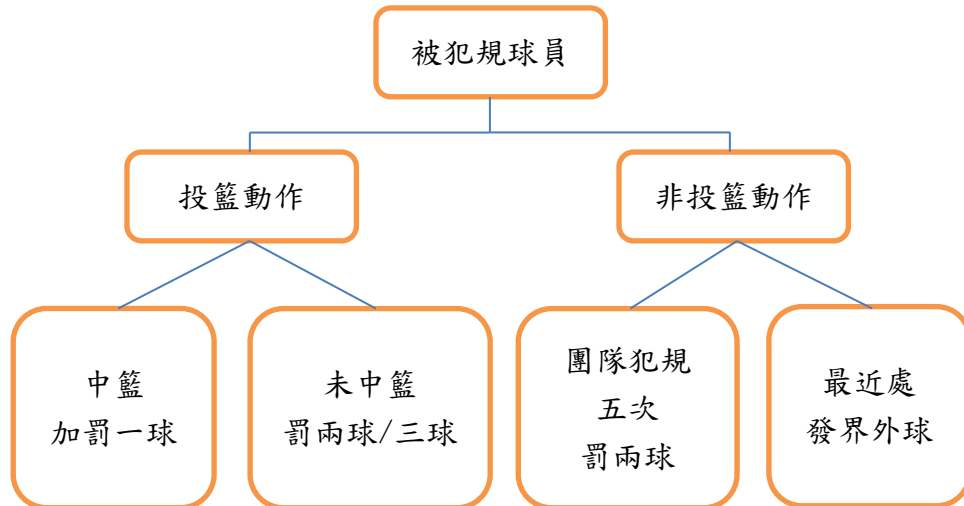 被犯規球員
投籃動作
非投籃動作
中籃
加罰一球
未中籃
罰兩球/三球
團隊犯規
五次
罰兩球
最近處
發界外球